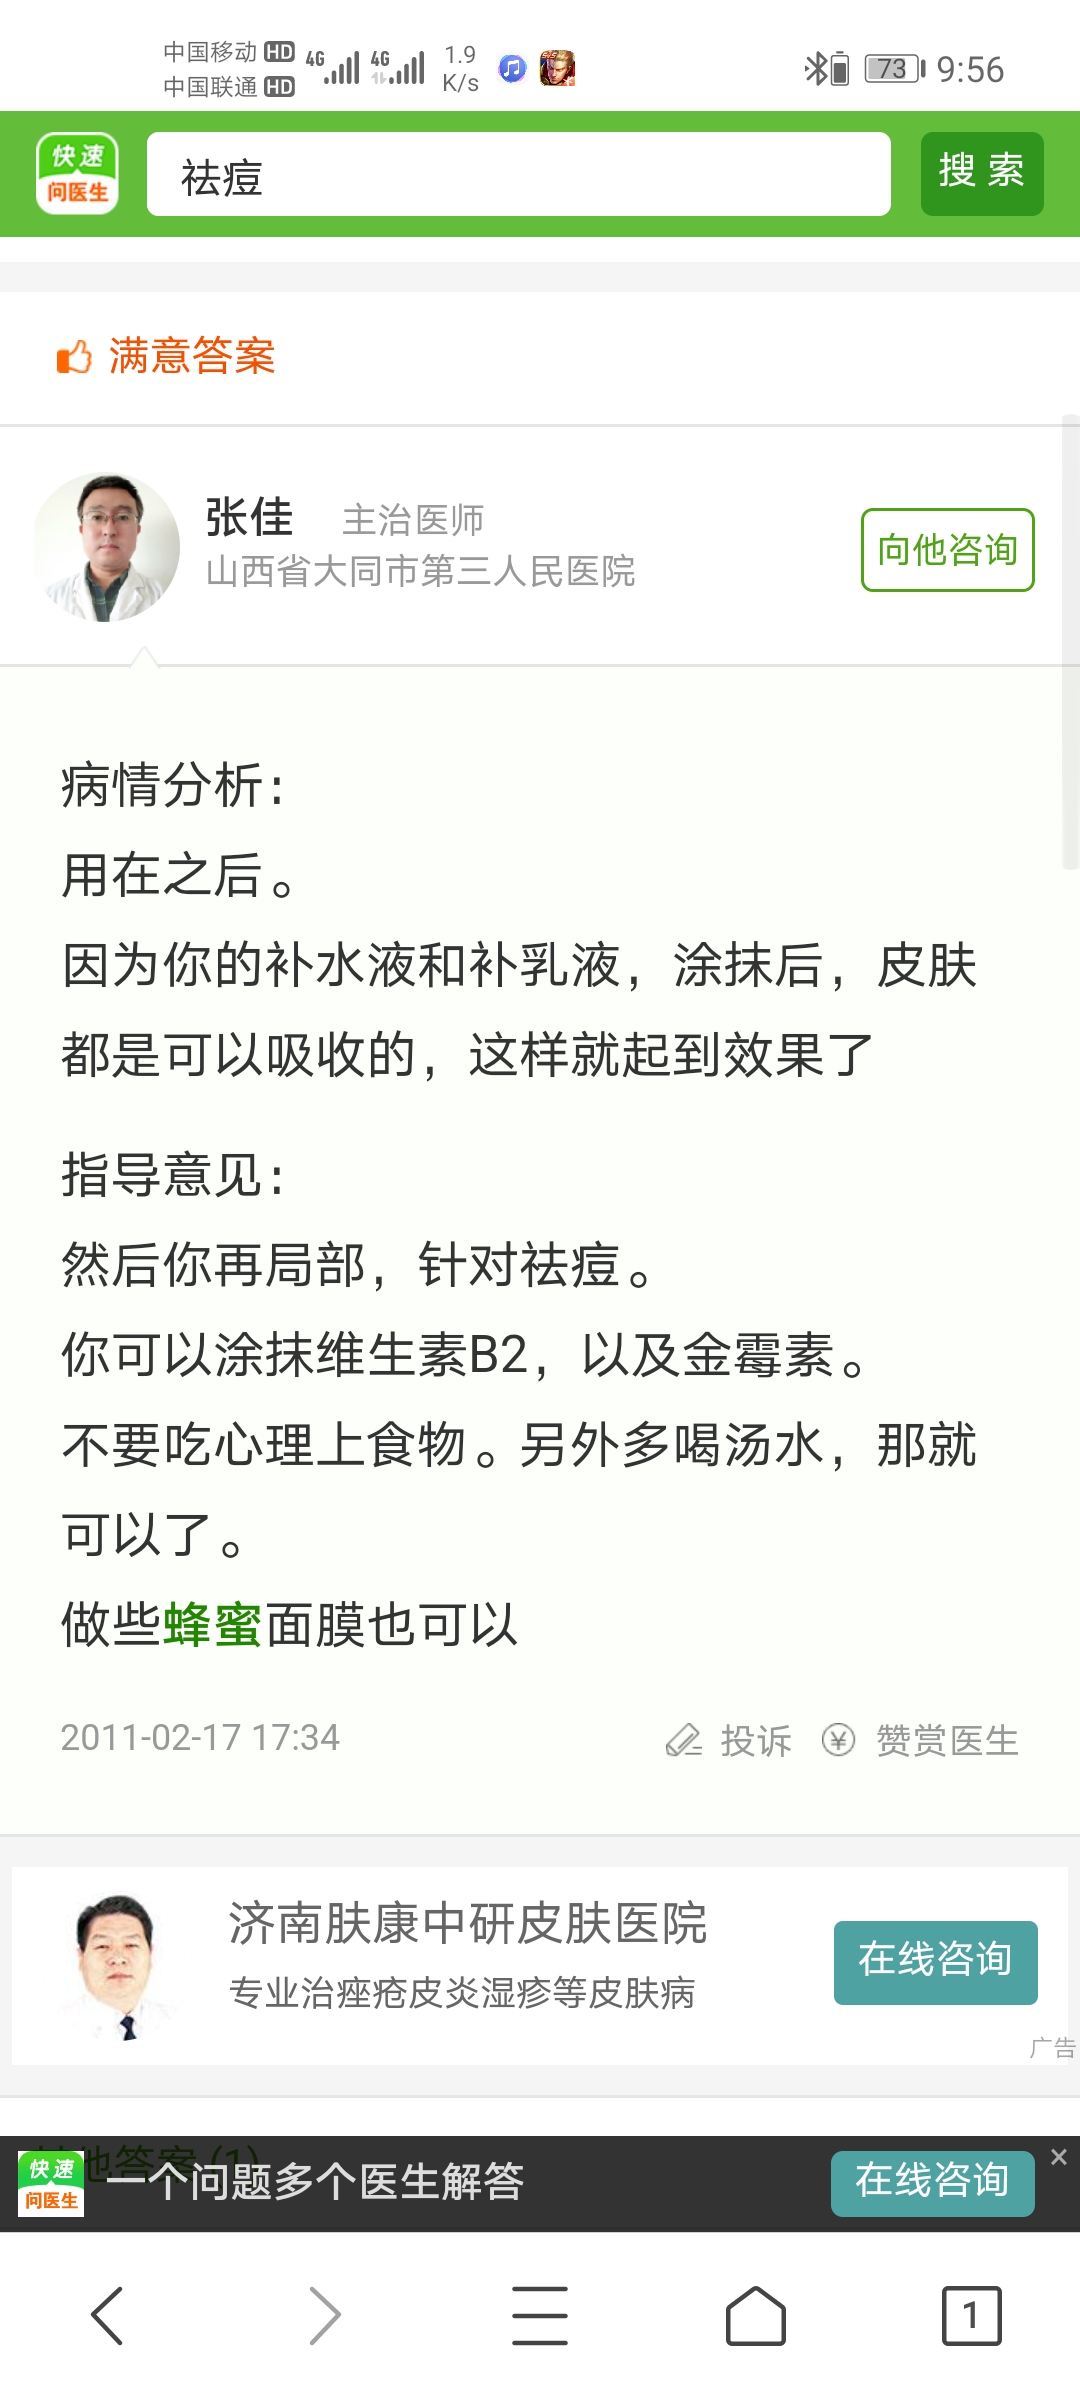 中国移动 HD 4G 4G 1.9 K/s 73 9:56
中国联通 HD
快速
问医生
祛痘
搜 索
满意答案
张佳 主治医师
山西省大同市第三人民医院
向他咨询
病情分析：
用在之后。
因为你的补水液和补乳液，涂抹后，皮肤
都是可以吸收的，这样就起到效果了
指导意见：
然后你再局部，针对祛痘。
你可以涂抹维生素B2，以及金霉素。
不要吃心理上食物。另外多喝汤水，那就
可以了。
做些蜂蜜面膜也可以
2011-02-17 17:34 投诉 ¥ 赞赏医生
济南肤康中研皮肤医院
专业治痤疮皮炎湿疹等皮肤病
在线咨询
广告
其他答案 (1)
快速
问医生
一个问题多个医生解答
在线咨询
×
1